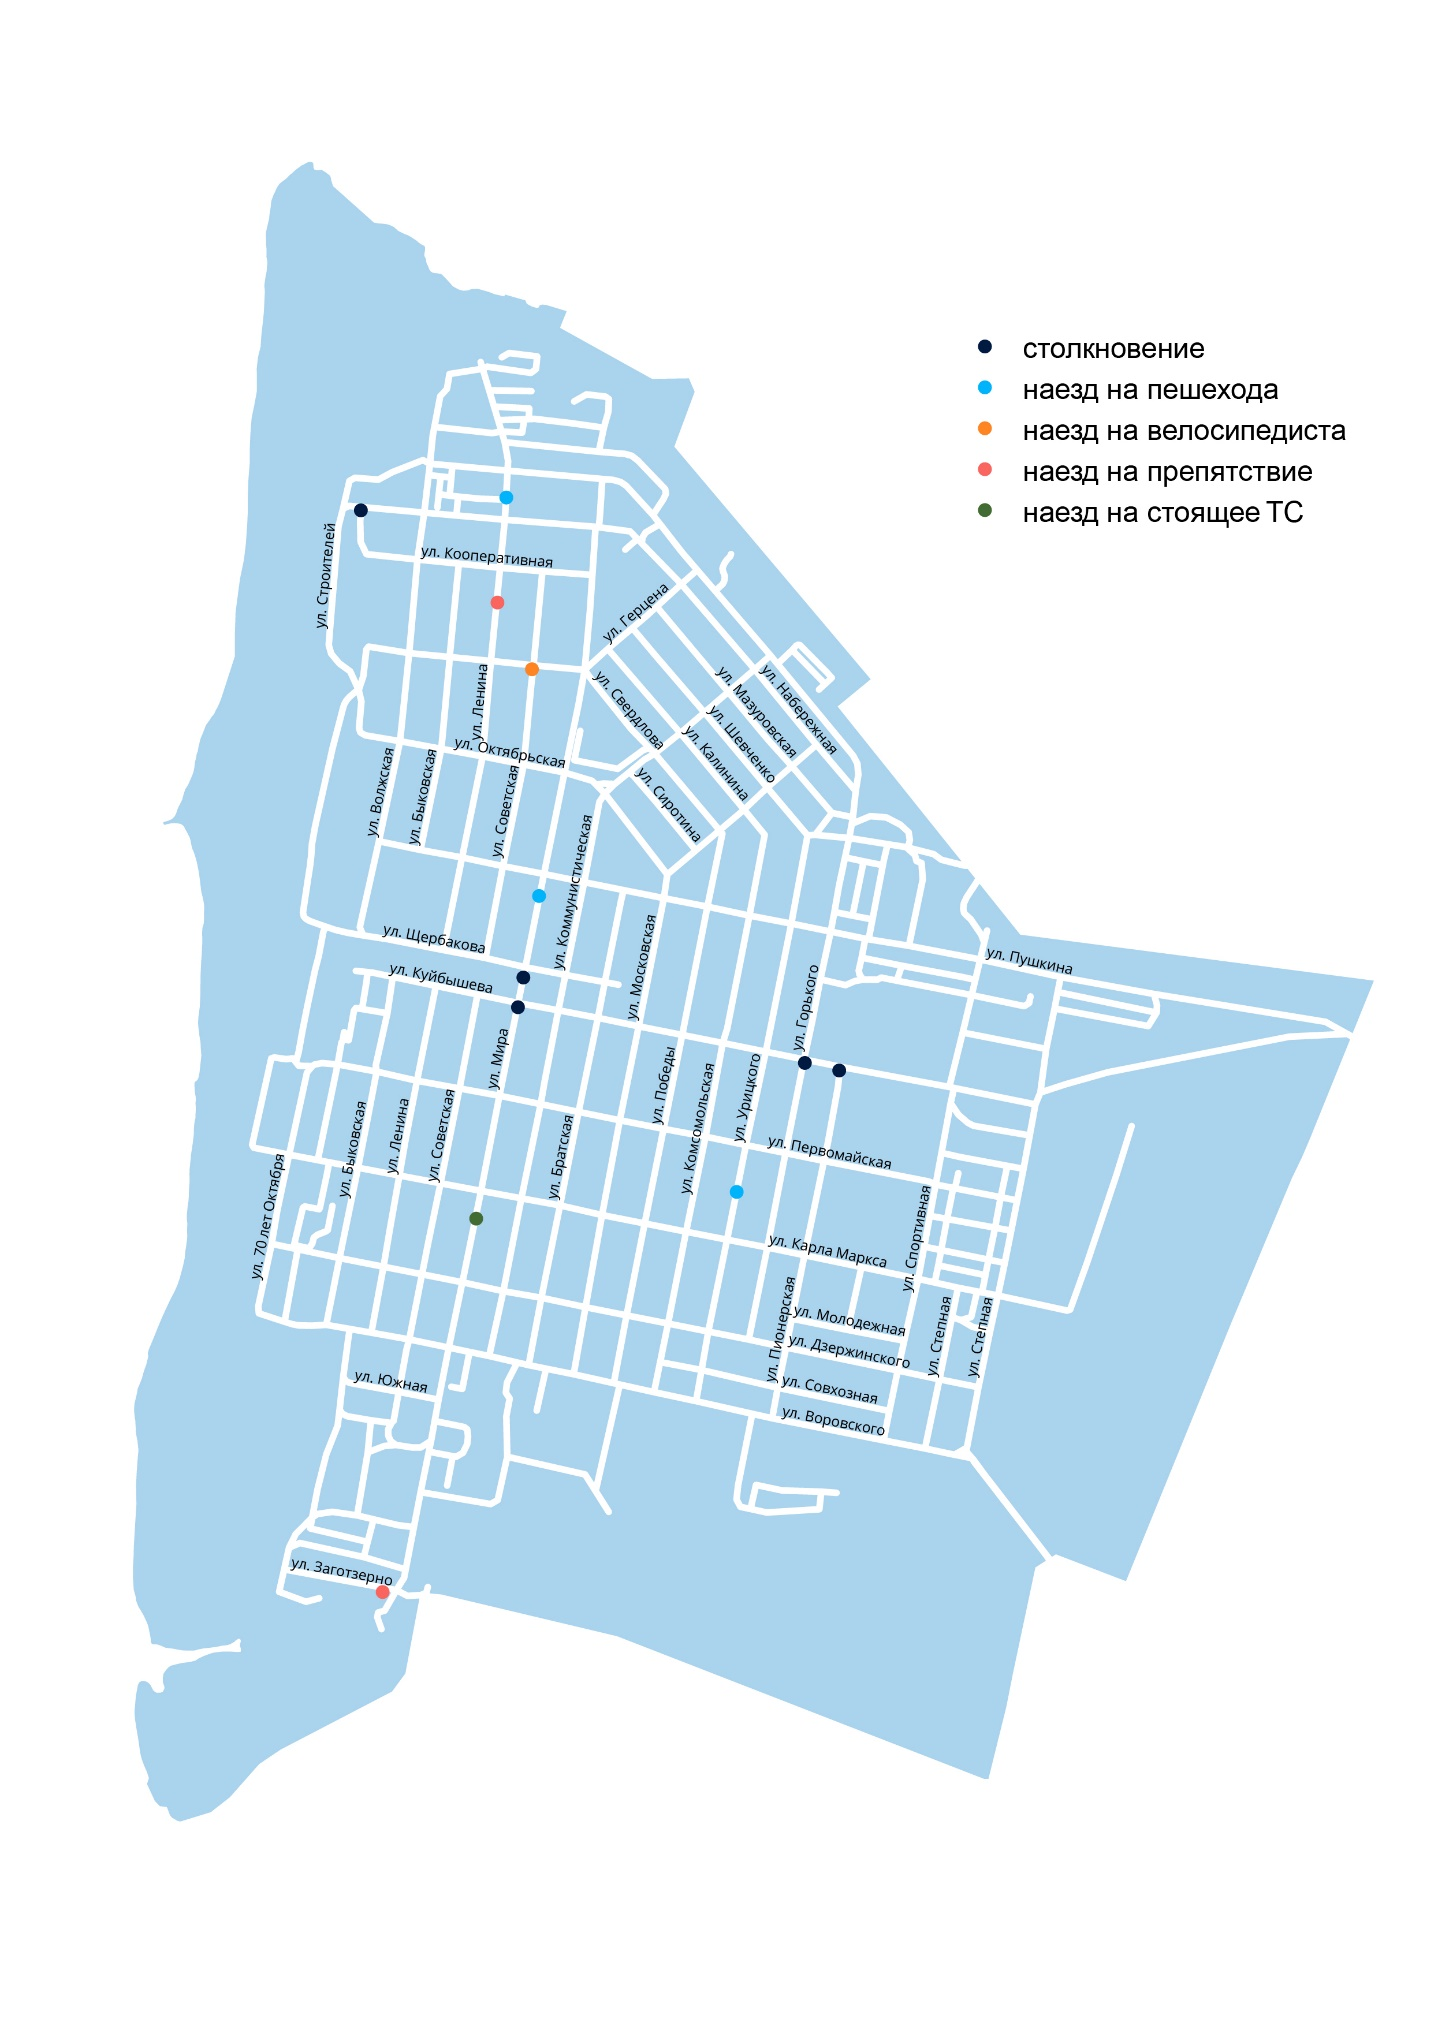 столкновение
наезд на пешехода
наезд на велосипедиста
наезд на препятствие
наезд на стоящее ТС
ул. Строителей
ул. Кооперативная
ул. Герцена
ул. Ленина
ул. Свердлова
ул. Мазуровская
ул. Набережная
ул. Шевченко
ул. Калинина
ул. Октябрьская
ул. Сиротина
ул. Волжская
ул. Быковская
ул. Советская
ул. Коммунистическая
ул. Щербакова
ул. Московская
ул. Пушкина
ул. Куйбышева
ул. Горького
ул. Мира
ул. Победы
ул. Комсомольская
ул. Урицкого
ул. Быковская
ул. Ленина
ул. Советская
ул. Братская
ул. Первомайская
ул. 70 лет Октября
ул. Спортивная
ул. Карла Маркса
ул. Пионерская
ул. Молодежная
ул. Степная
ул. Степная
ул. Дзержинского
ул. Южная
ул. Совхозная
ул. Воровского
ул. Заготзерно